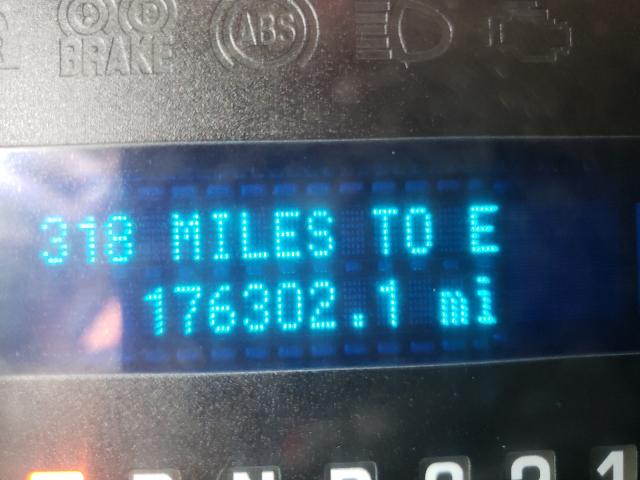 BRAKE ABS
318 MILES TO E
176302.1 mi